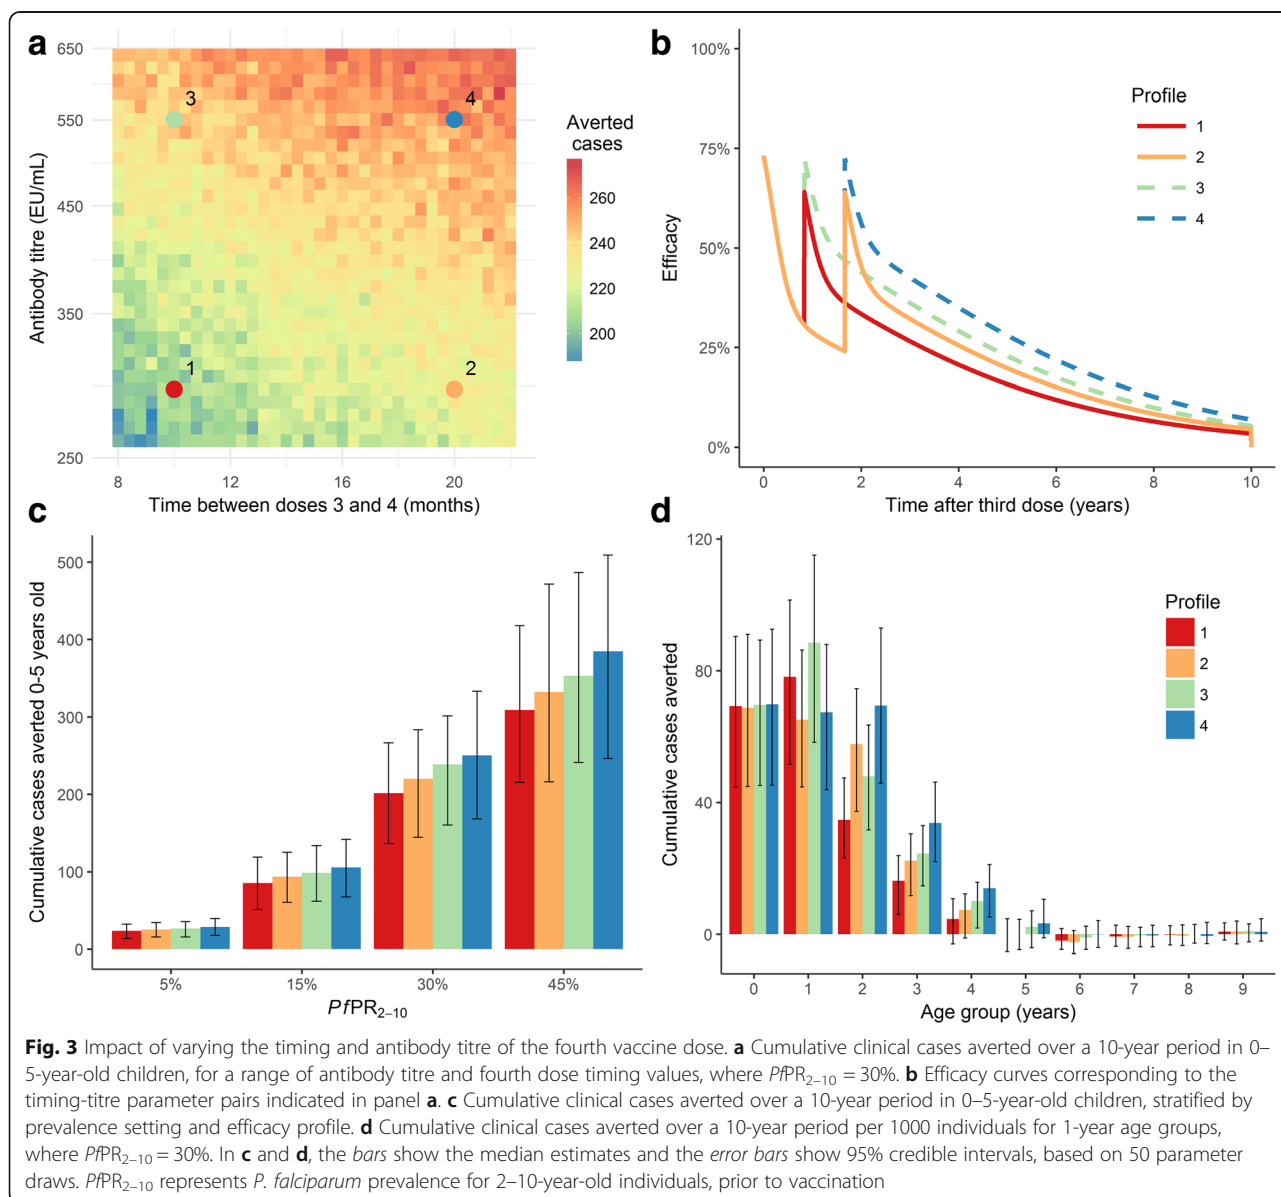 a
650
550
450
350
250
Antibody titre (EU/mL)
3
4
1
2
8
12
16
20
Time between doses 3 and 4 (months)
Averted
cases
260
240
220
200
b
100%
75%
50%
25%
0%
Efficacy
Profile
1
2
3
4
0
2
4
6
8
10
Time after third dose (years)
c
500
400
300
200
100
0
Cumulative cases averted 0-5 years old
5%
15%
30%
45%
PfPR2–10
d
120
80
40
0
Cumulative cases averted
Profile
1
2
3
4
0
1
2
3
4
5
6
7
8
9
Age group (years)
Fig. 3 Impact of varying the timing and antibody titre of the fourth vaccine dose. a Cumulative clinical cases averted over a 10-year period in 0–
5-year-old children, for a range of antibody titre and fourth dose timing values, where PfPR2–10 = 30%. b Efficacy curves corresponding to the
timing-titre parameter pairs indicated in panel a. c Cumulative clinical cases averted over a 10-year period in 0–5-year-old children, stratified by
prevalence setting and efficacy profile. d Cumulative clinical cases averted over a 10-year period per 1000 individuals for 1-year age groups,
where PfPR2–10 = 30%. In c and d, the bars show the median estimates and the error bars show 95% credible intervals, based on 50 parameter
draws. PfPR2–10 represents P. falciparum prevalence for 2–10-year-old individuals, prior to vaccination